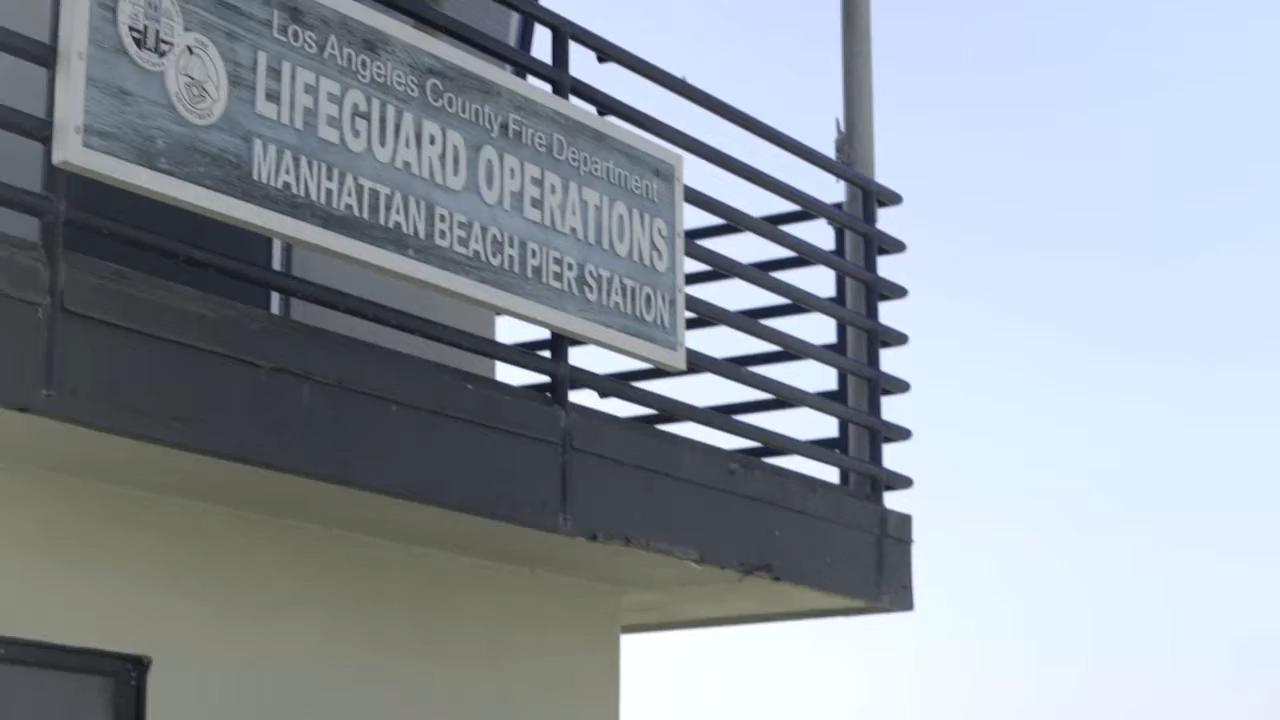 Los Angeles County Fire Department
LIFEGUARD OPERATIONS
MANHATTAN BEACH PIER STATION